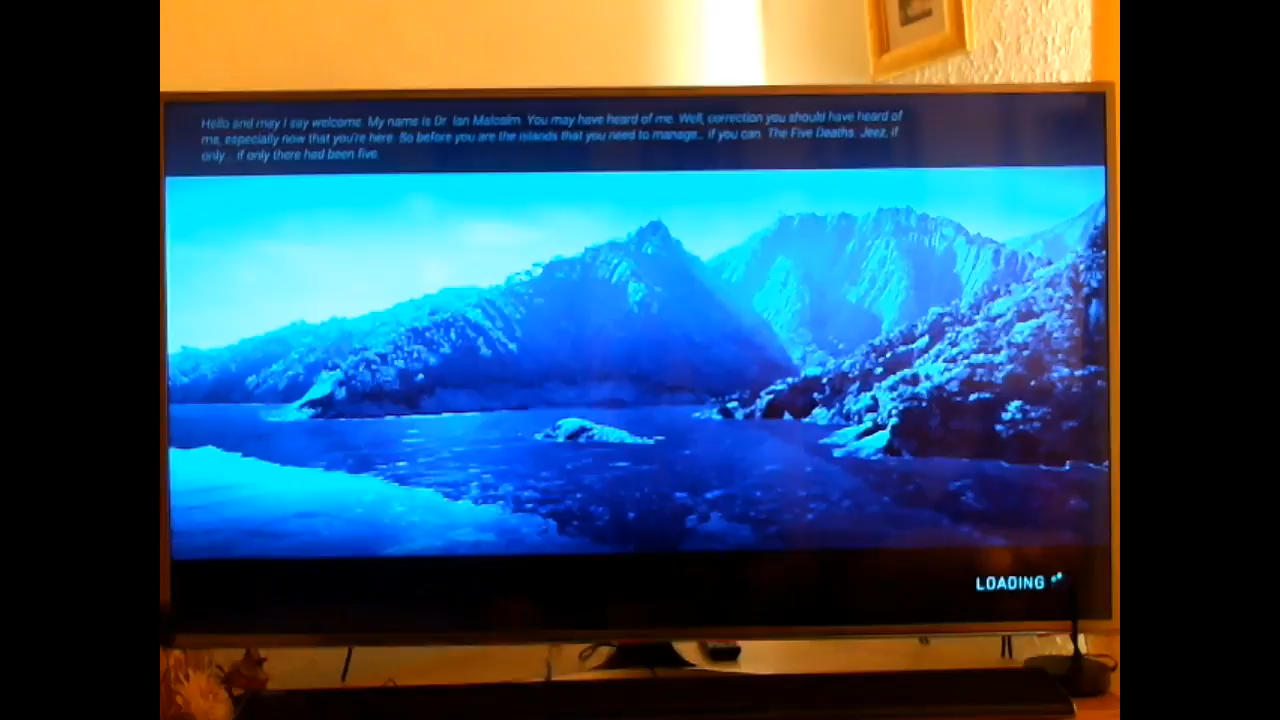 Hello and may I say welcome. My name is Dr. Ian Malcolm. You may have heard of me. Well, correction you should have heard of
me, especially now that you're here. So before you are the islands that you need to manage... if you can. The Five Deaths. Jeez, if
only... if only there had been five.
LOADING